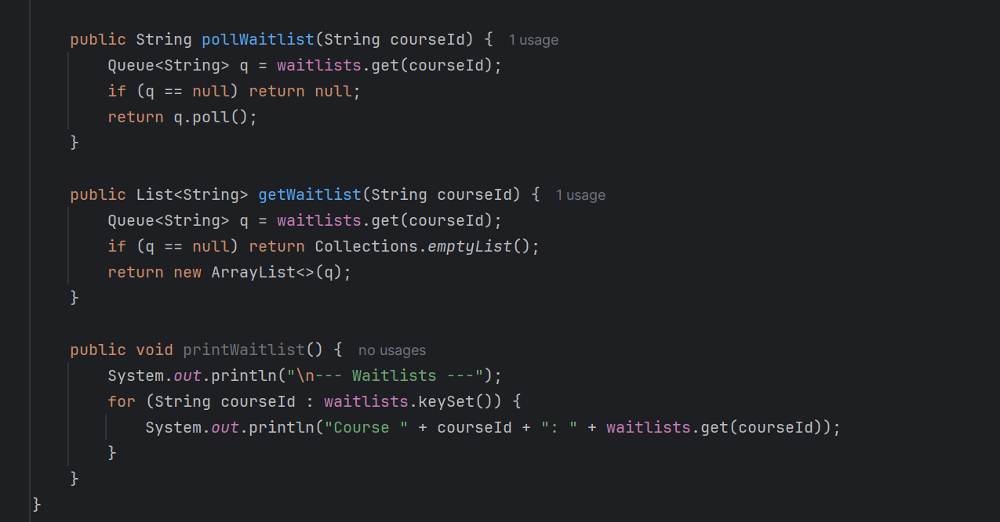 public String pollWaitlist(String courseId) { 1 usage
Queue<String> q = waitlists.get(courseId);
if (q == null) return null;
return q.poll();
}
public List<String> getWaitlist(String courseId) { 1 usage
Queue<String> q = waitlists.get(courseId);
if (q == null) return Collections.emptyList();
return new ArrayList<>(q);
}
public void printWaitlist() { no usages
System.out.println("\n--- Waitlists ---");
for (String courseId : waitlists.keySet()) {
System.out.println("Course " + courseId + ": " + waitlists.get(courseId));
}
}
}